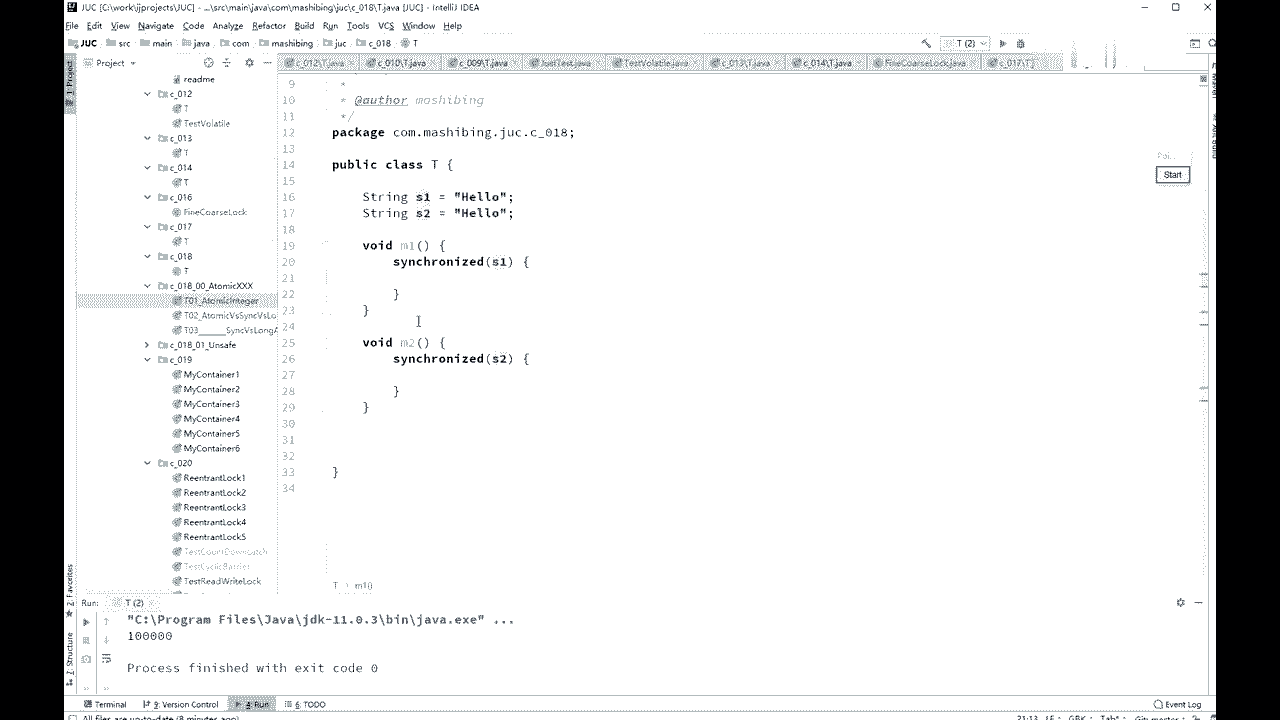 JUC [C:\work\ijprojects\JUC] - ...\src\main\java\com\mashibing\juc\c_018\T.java [JUC] - IntelliJ IDEA
File Edit View Navigate Code Analyze Refactor Build Run Tools VCS Window Help
JUC src main java com mashibing juc c_018 T T (2)
Project c_012\T.java c_010\T.java c_009\T.java TestVolatile.java c_013\T.java c_014\T.java FineCoarseLock.java c_017\T.j
1: Project
readme
c_012
T
TestVolatile
c_013
T
c_014
T
c_016
FineCoarseLock
c_017
T
c_018
T
c_018_00_AtomicXXX
T01_AtomicInteger
T02_AtomicVsSyncVsLo
T03______SyncVsLongA
c_018_01_Unsafe
c_019
MyContainer1
MyContainer2
MyContainer3
MyContainer4
MyContainer5
MyContainer6
c_020
ReentrantLock1
ReentrantLock2
ReentrantLock3
ReentrantLock4
ReentrantLock5
TestCountDownLatch
TestCyclicBarrier
TestReadWriteLock
9 *
10 * @author mashibing
11 */
12 package com.mashibing.juc.c_018;
13
14 public class T {
15
16 String s1 = "Hello";
17 String s2 = "Hello";
18
19 void m1() {
20 synchronized(s1) {
21
22 }
23 }
24
25 void m2() {
26 synchronized(s2) {
27
28 }
29 }
30
31
32
33 }
34
Start
T › m1()
2: Favorites
7: Structure
Run: T (2)
"C:\Program Files\Java\jdk-11.0.3\bin\java.exe" ...
100000
Process finished with exit code 0
Terminal 9: Version Control 4: Run 6: TODO Event Log
All files are up-to-date (8 minutes ago) 21:13 GBK